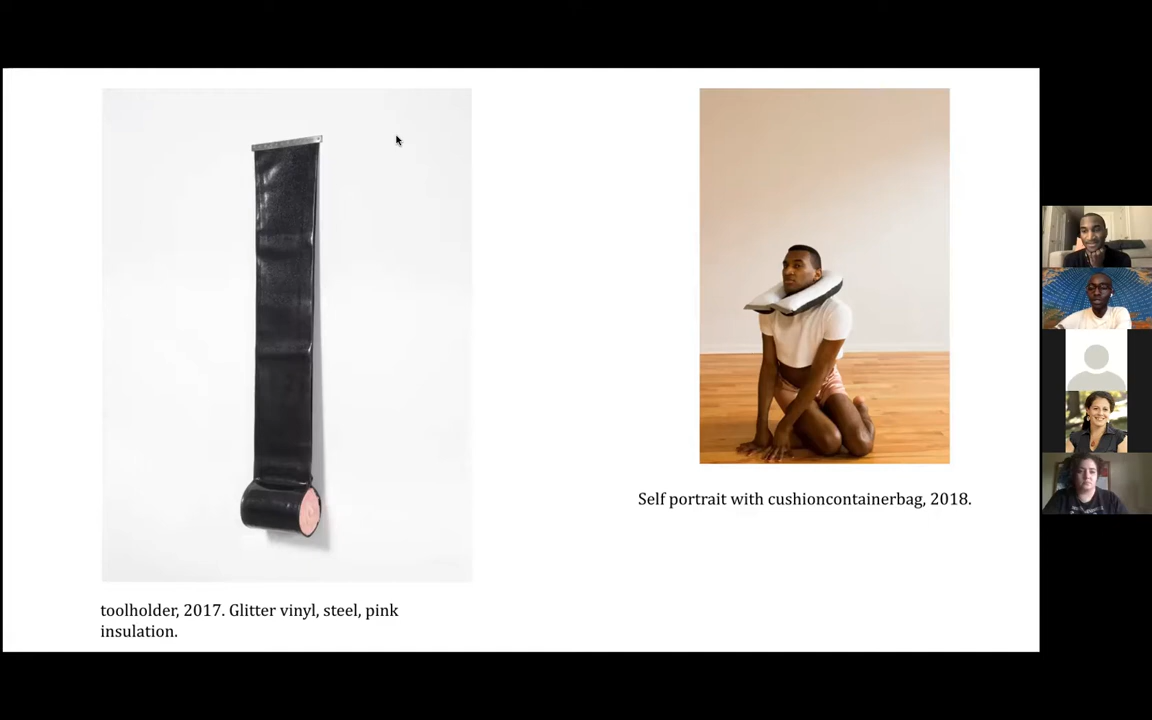 toolholder, 2017. Glitter vinyl, steel, pink
insulation.
Self portrait with cushioncontainerbag, 2018.